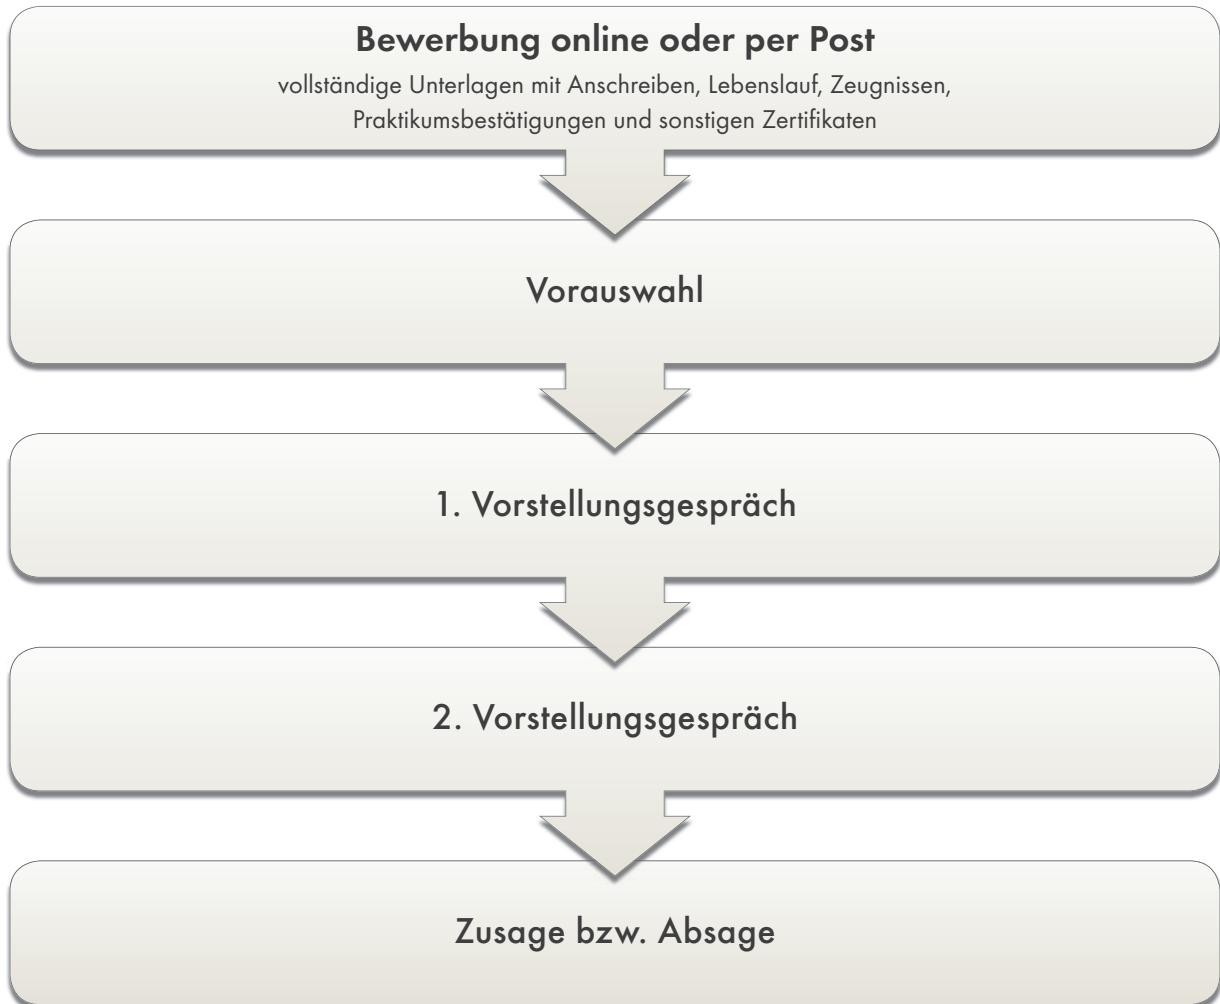 Bewerbung online oder per Post
vollständige Unterlagen mit Anschreiben, Lebenslauf, Zeugnissen,
Praktikumsbestätigungen und sonstigen Zertifikaten
Vorauswahl
1. Vorstellungsgespräch
2. Vorstellungsgespräch
Zusage bzw. Absage